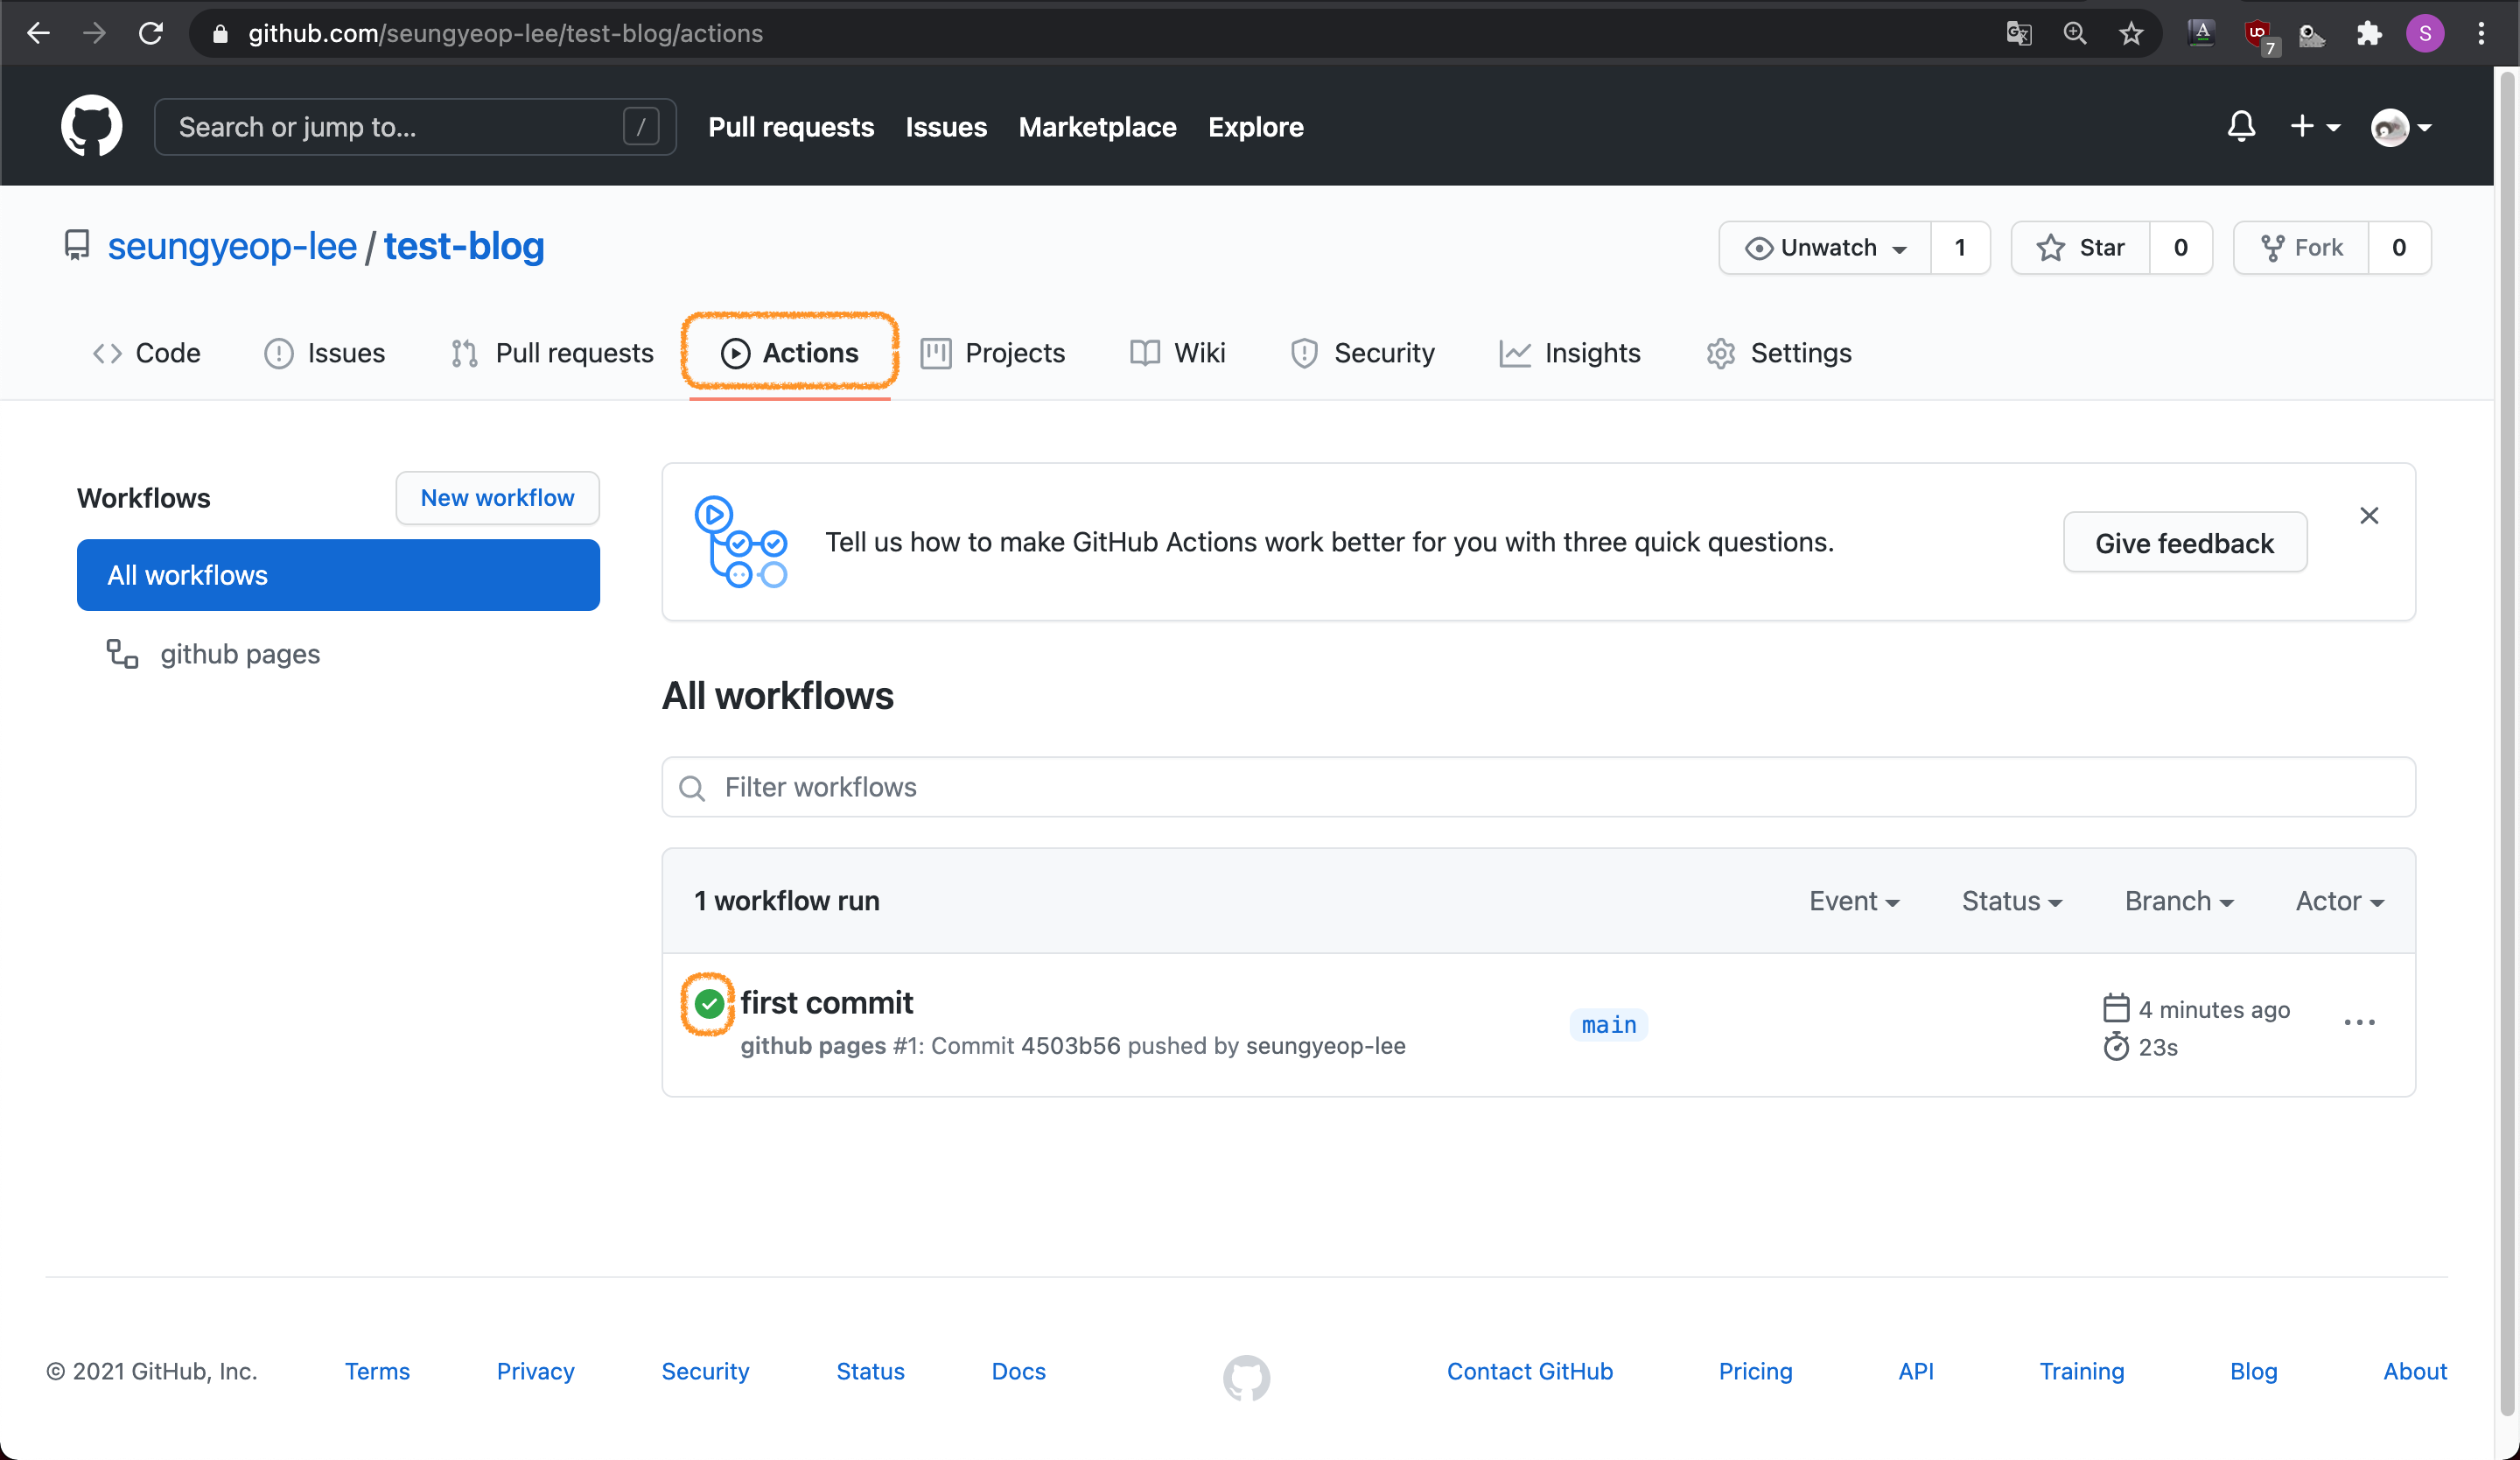 github.com/seungyeop-lee/test-blog/actions
A
uo
7
S
Search or jump to...
/
Pull requests
Issues
Marketplace
Explore
seungyeop-lee / test-blog
Unwatch
1
Star
0
Fork
0
Code
Issues
Pull requests
Actions
Projects
Wiki
Security
Insights
Settings
Workflows
New workflow
All workflows
github pages
Tell us how to make GitHub Actions work better for you with three quick questions.
Give feedback
All workflows
Filter workflows
1 workflow run
Event
Status
Branch
Actor
first commit
github pages #1: Commit 4503b56 pushed by seungyeop-lee
main
4 minutes ago
23s
© 2021 GitHub, Inc.
Terms
Privacy
Security
Status
Docs
Contact GitHub
Pricing
API
Training
Blog
About